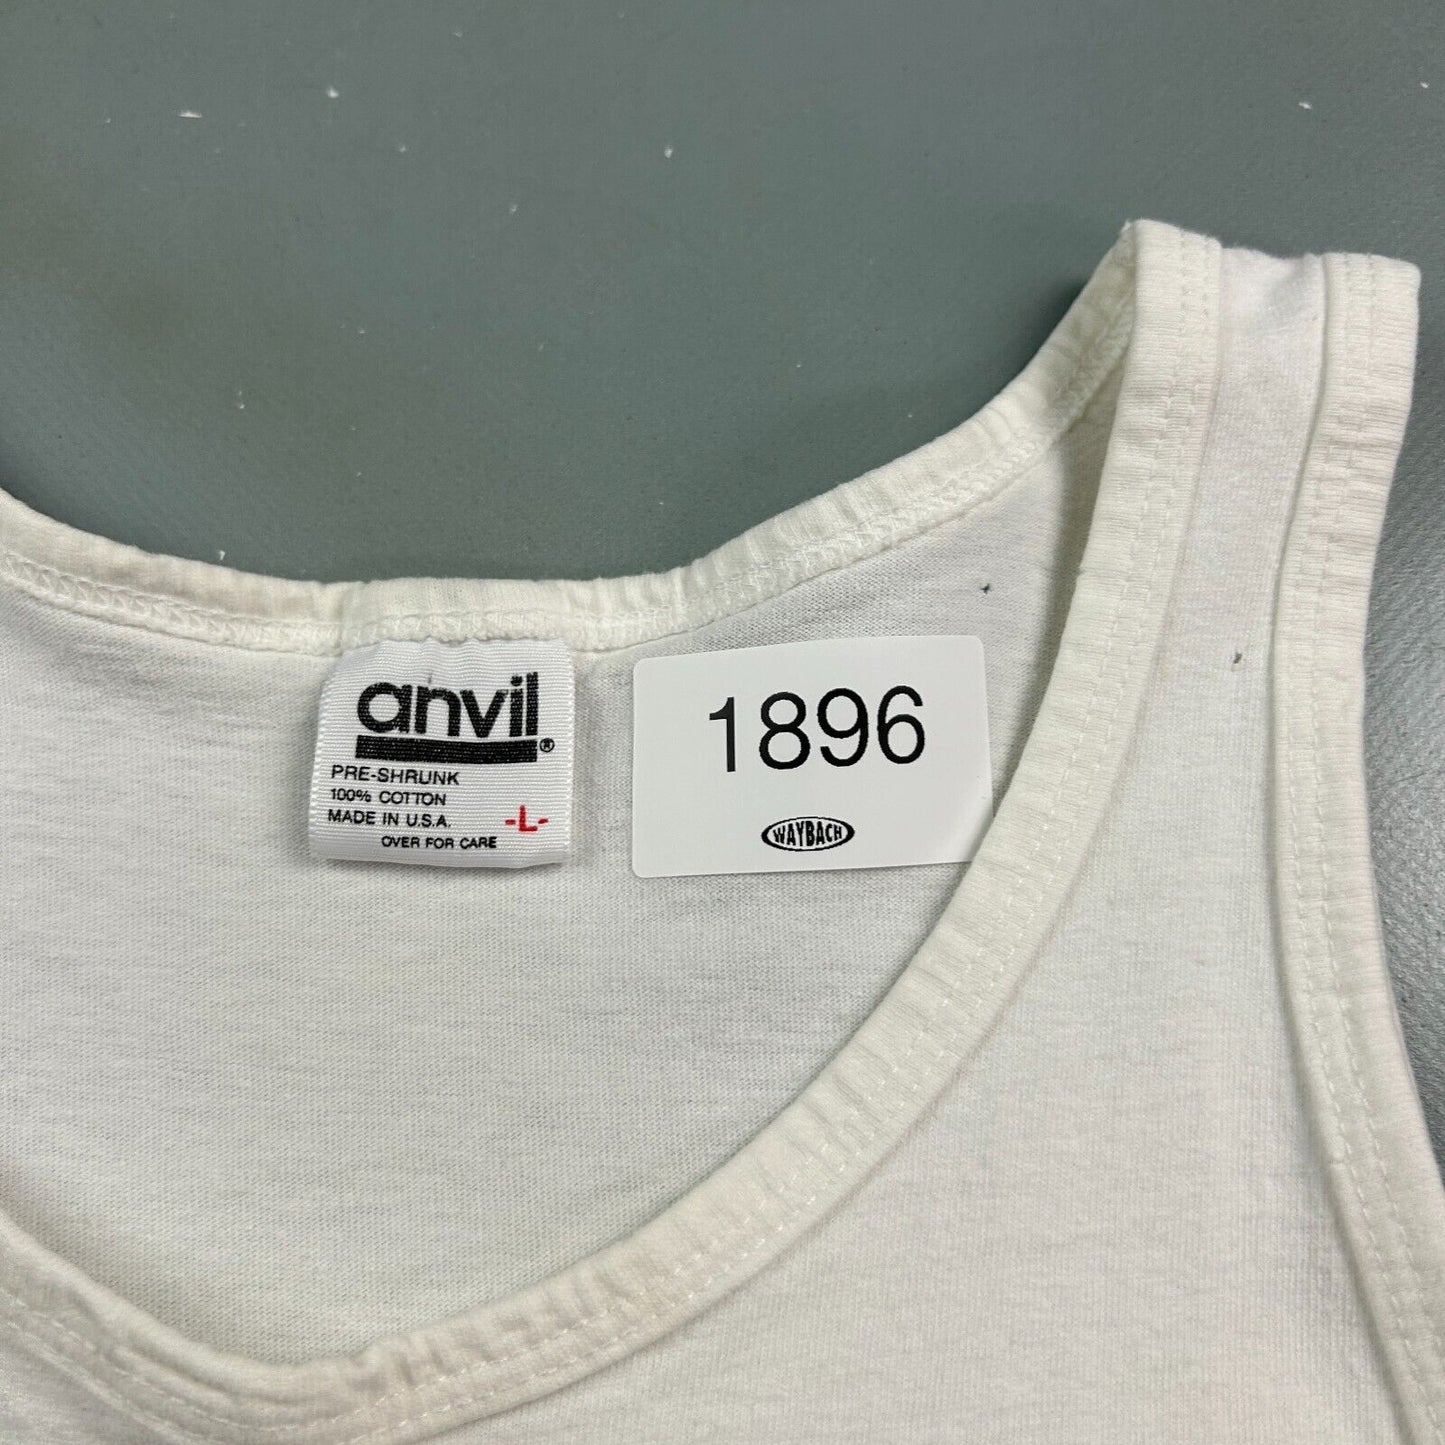 anvil®
PRE-SHRUNK
100% COTTON
MADE IN U.S.A. -L-
OVER FOR CARE
1896
WAYBACH